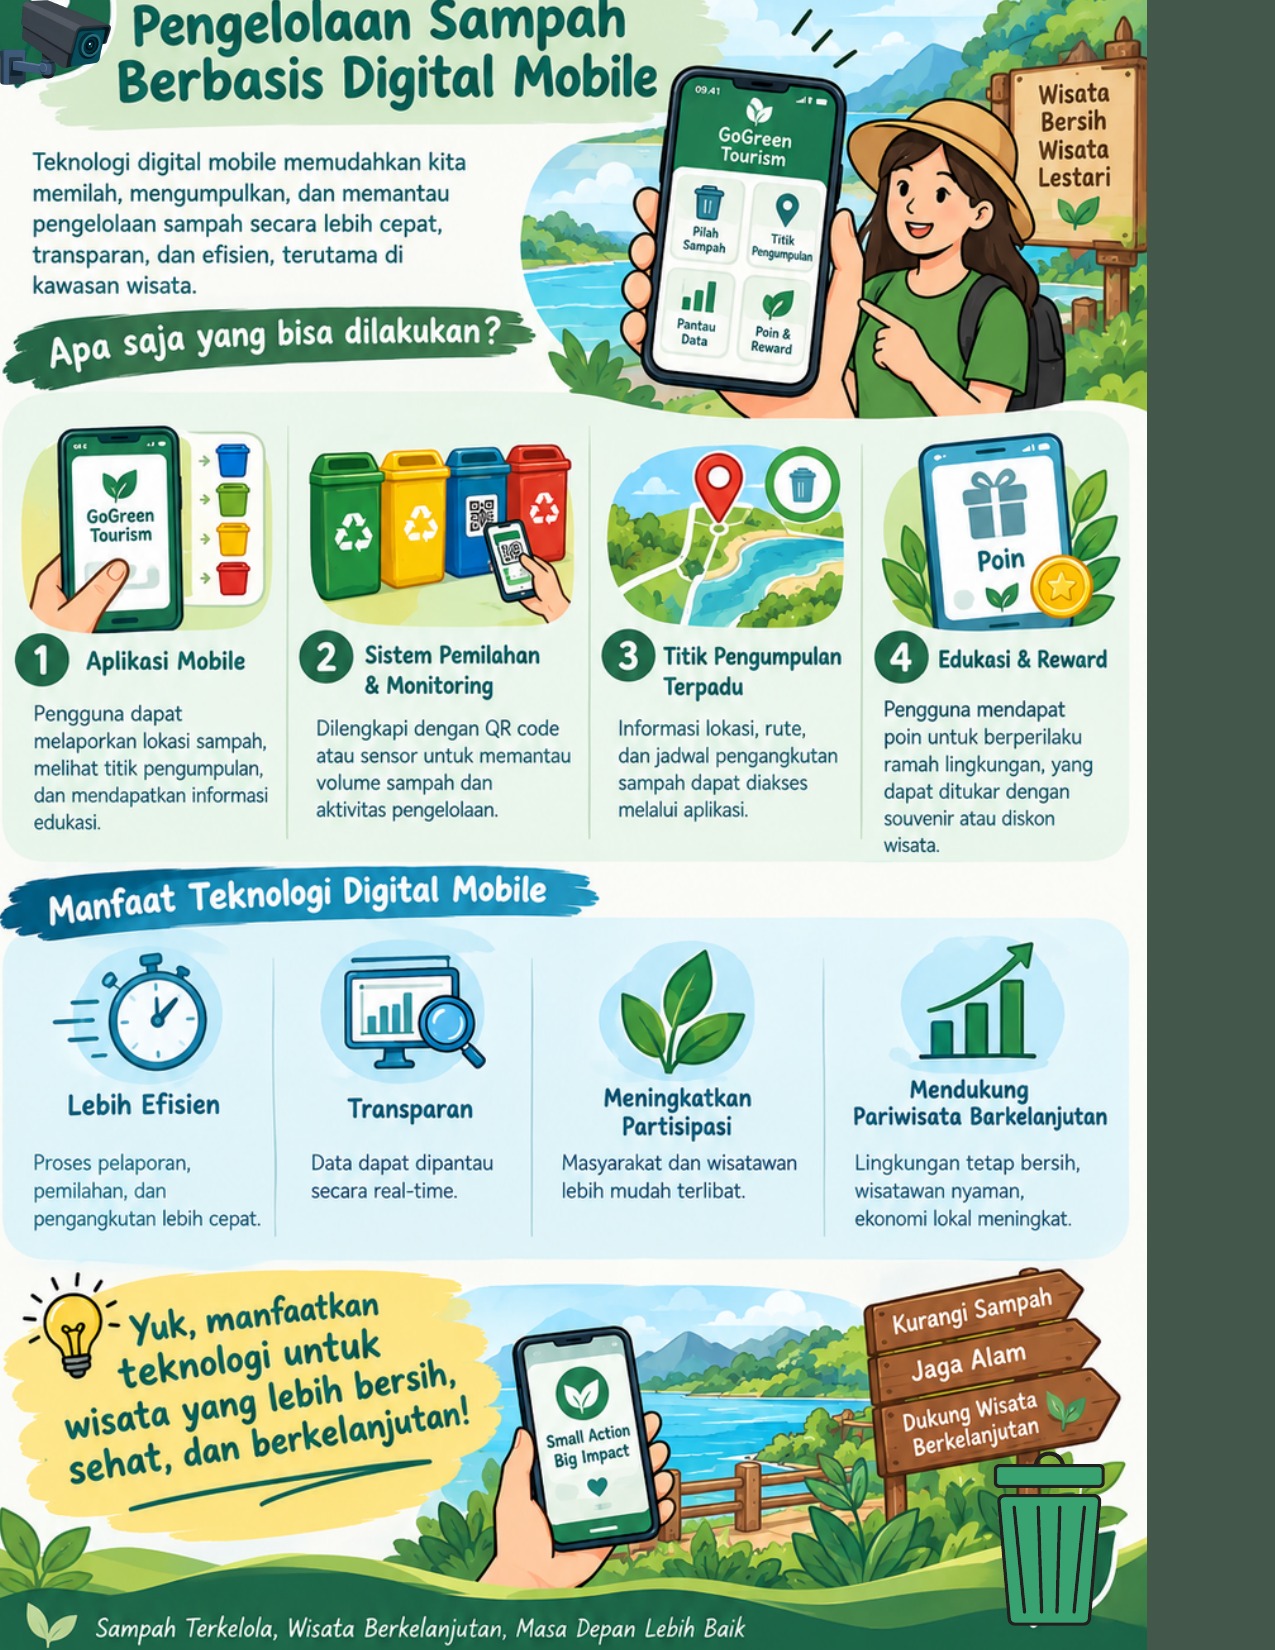 Pengelolaan Sampah
Berbasis Digital Mobile
Teknologi digital mobile memudahkan kita
memilah, mengumpulkan, dan memantau
pengelolaan sampah secara lebih cepat,
transparan, dan efisien, terutama di
kawasan wisata.
09.41
GoGreen
Tourism
Pilah
Sampah
Titik
Pengumpulan
Pantau
Data
Poin &
Reward
Wisata
Bersih
Wisata
Lestari
Apa saja yang bisa dilakukan?
GoGreen
Tourism
Poin
1 Aplikasi Mobile
Pengguna dapat
melaporkan lokasi sampah,
melihat titik pengumpulan,
dan mendapatkan informasi
edukasi.
2 Sistem Pemilahan
& Monitoring
Dilengkapi dengan QR code
atau sensor untuk memantau
volume sampah dan
aktivitas pengelolaan.
3 Titik Pengumpulan
Terpadu
Informasi lokasi, rute,
dan jadwal pengangkutan
sampah dapat diakses
melalui aplikasi.
4 Edukasi & Reward
Pengguna mendapat
poin untuk berperilaku
ramah lingkungan, yang
dapat ditukar dengan
souvenir atau diskon
wisata.
Manfaat Teknologi Digital Mobile
Lebih Efisien
Proses pelaporan,
pemilahan, dan
pengangkutan lebih cepat.
Transparan
Data dapat dipantau
secara real-time.
Meningkatkan
Partisipasi
Masyarakat dan wisatawan
lebih mudah terlibat.
Mendukung
Pariwisata Barkelanjutan
Lingkungan tetap bersih,
wisatawan nyaman,
ekonomi lokal meningkat.
Yuk, manfaatkan
teknologi untuk
wisata yang lebih bersih,
sehat, dan berkelanjutan!
Small Action
Big Impact
Kurangi Sampah
Jaga Alam
Dukung Wisata
Berkelanjutan
Sampah Terkelola, Wisata Berkelanjutan, Masa Depan Lebih Baik